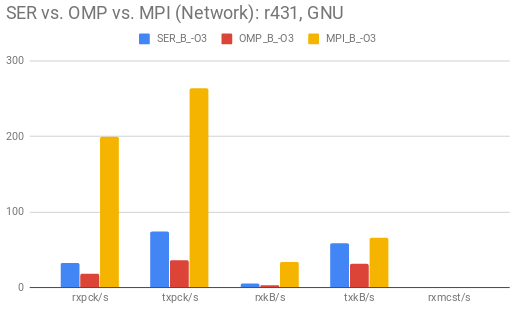 SER vs. OMP vs. MPI (Network): r431, GNU
SER_B_-O3 OMP_B_-O3 MPI_B_-O3
300
200
100
0
rxpck/s txpck/s rxkB/s txkB/s rxmcst/s